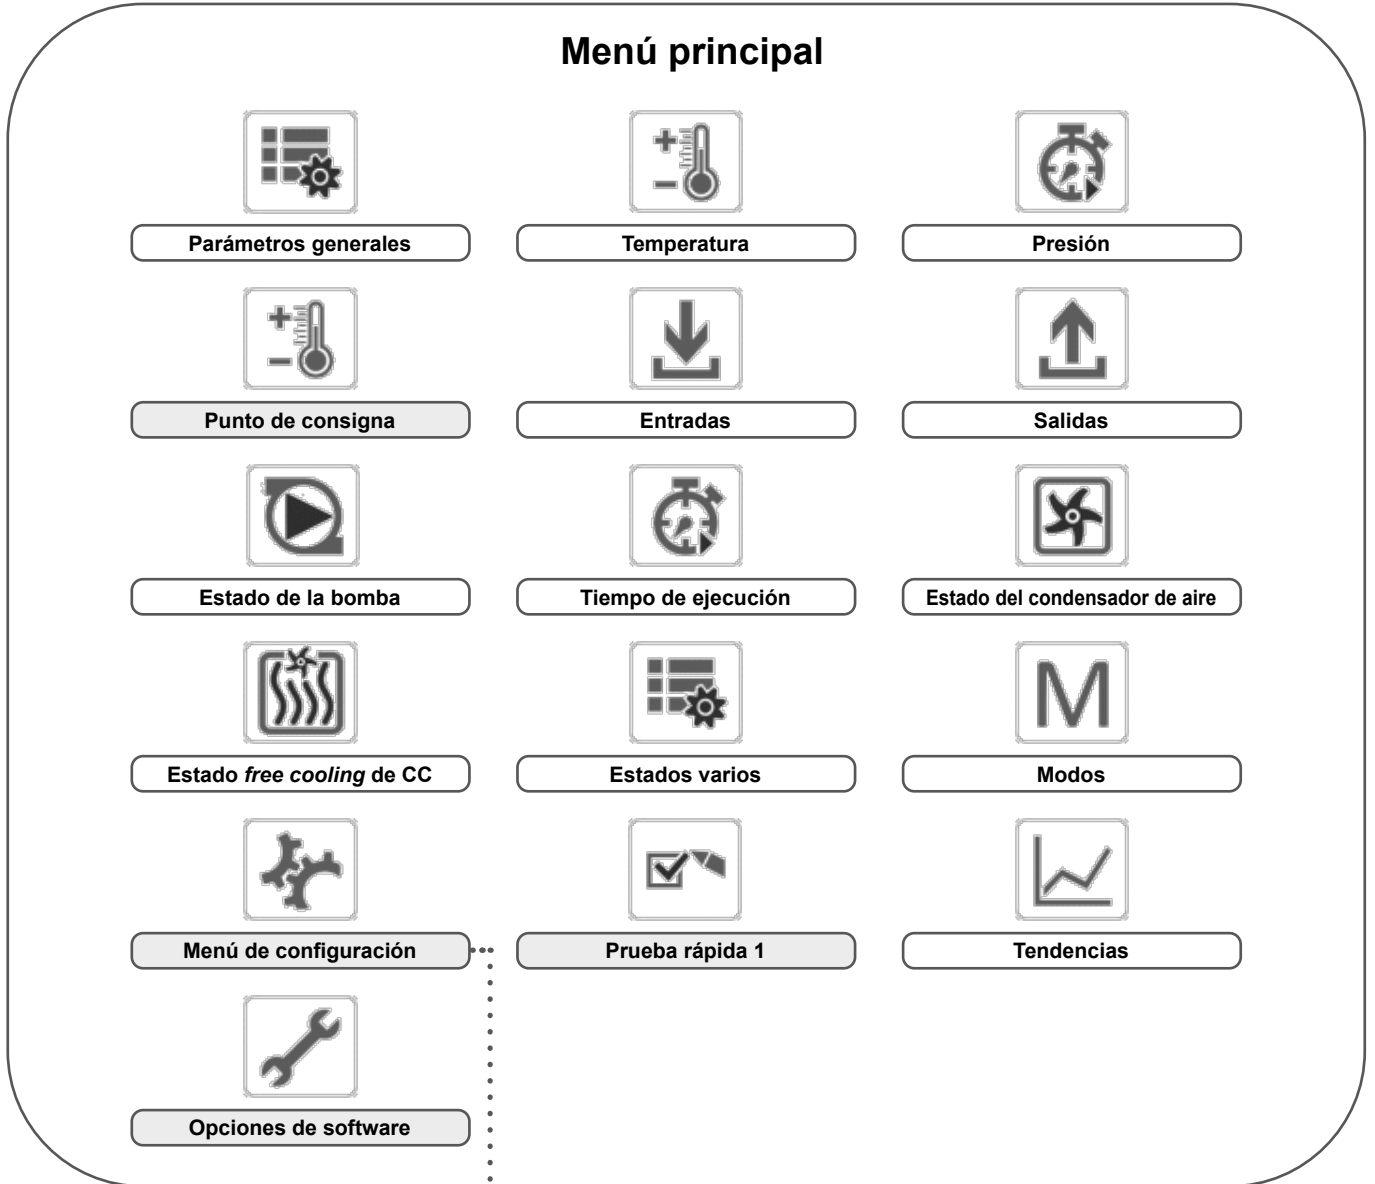 Menú principal
Parámetros generales
Temperatura
Presión
Punto de consigna
Entradas
Salidas
Estado de la bomba
Tiempo de ejecución
Estado del condensador de aire
Estado free cooling de CC
Estados varios
M
Modos
Menú de configuración
Prueba rápida 1
Tendencias
Opciones de software